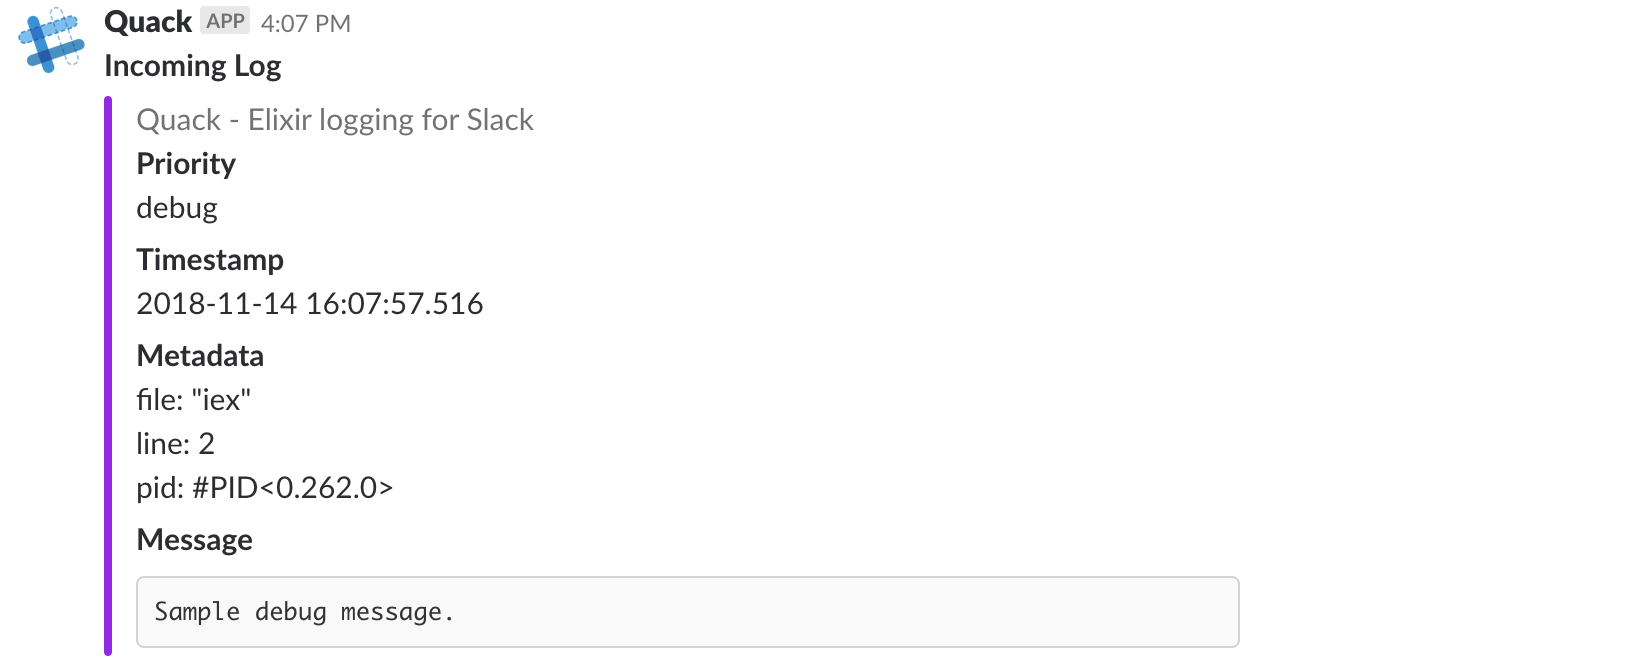 Quack APP 4:07 PM
Incoming Log
Quack - Elixir logging for Slack
Priority
debug
Timestamp
2018-11-14 16:07:57.516
Metadata
file: "iex"
line: 2
pid: #PID<0.262.0>
Message
Sample debug message.